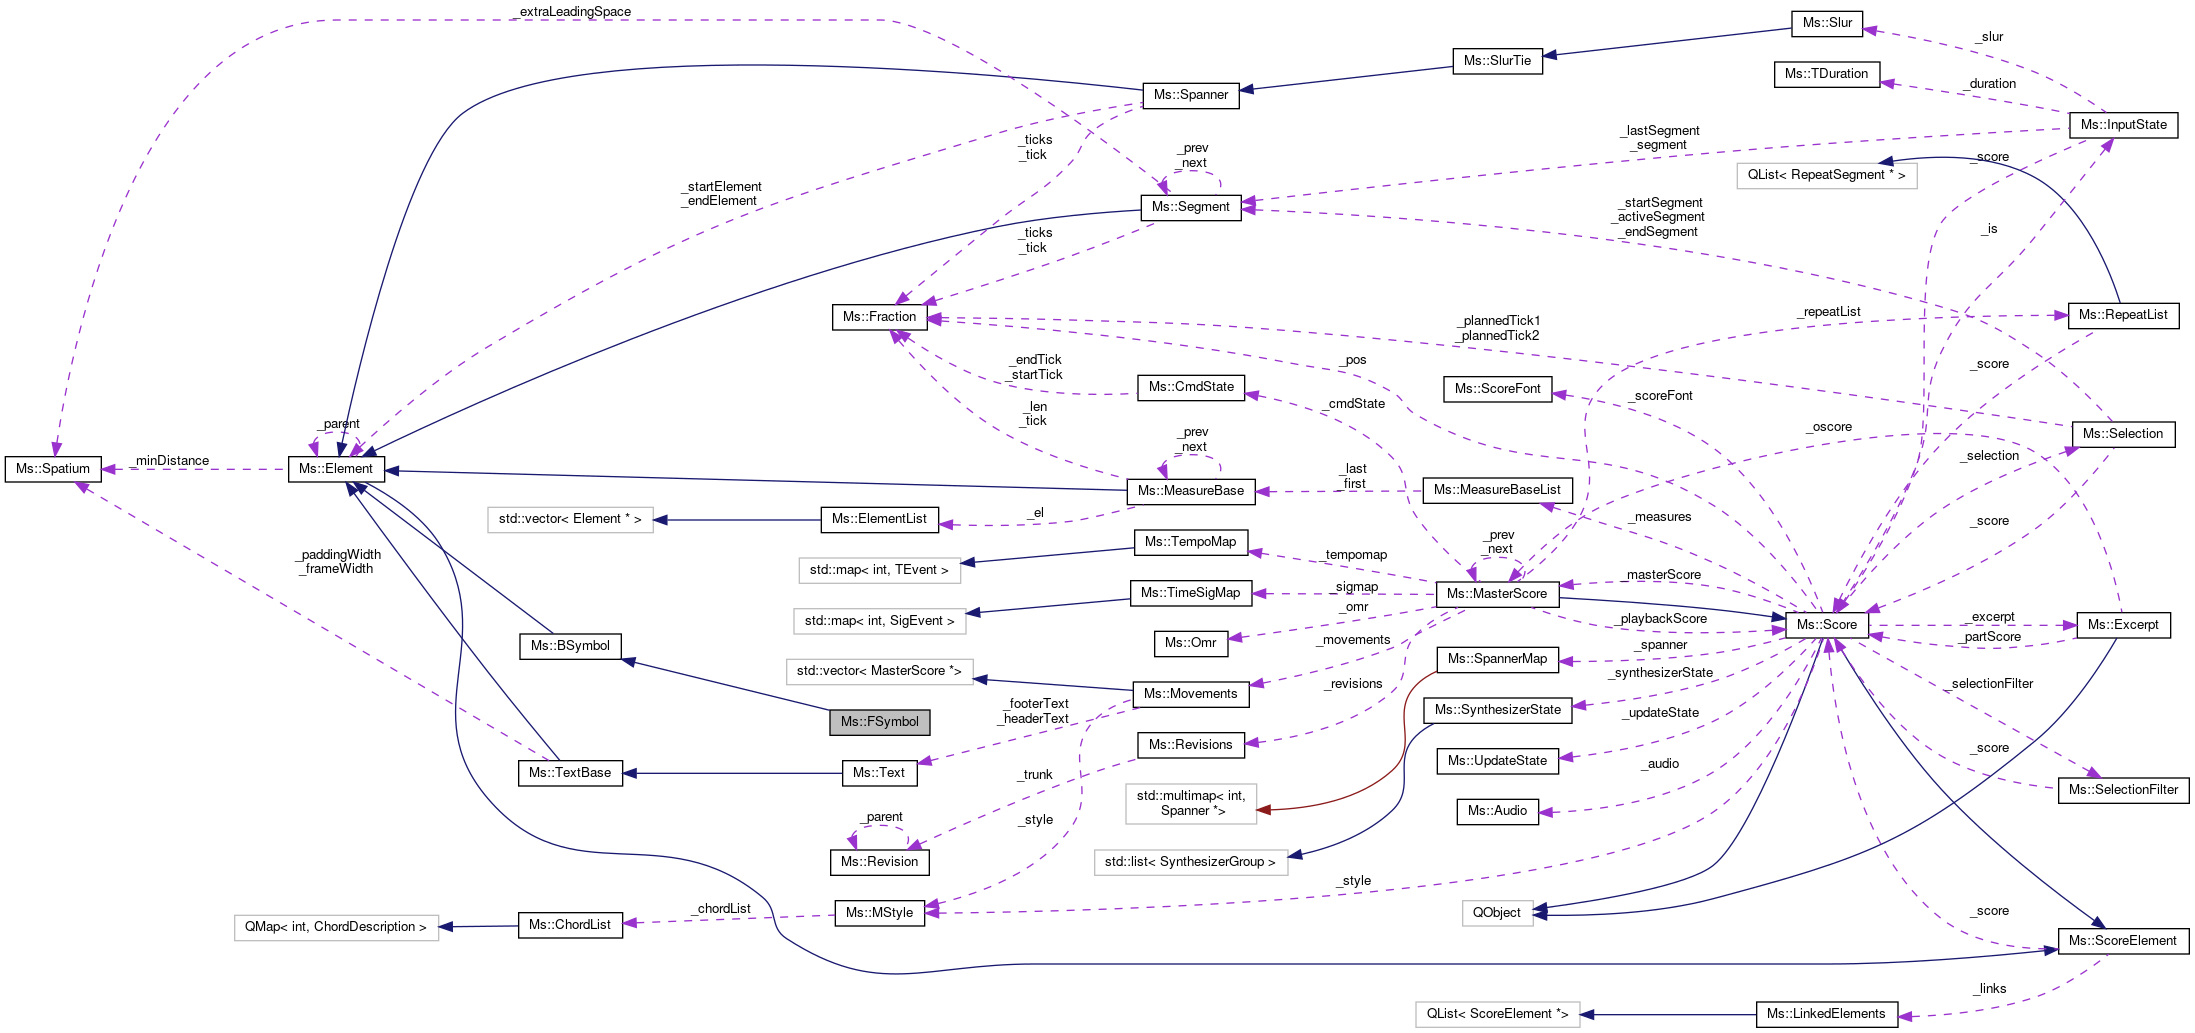 _extraLeadingSpace
Ms::Slur
_slur
Ms::SlurTie
Ms::TDuration
_duration
Ms::Spanner
Ms::InputState
_lastSegment
_segment
_ticks
_tick
_prev
_next
_score
QList< RepeatSegment * >
_startElement
_endElement
Ms::Segment
_startSegment
_activeSegment
_endSegment
_is
_ticks
_tick
Ms::Fraction
_plannedTick1
_plannedTick2
_repeatList
Ms::RepeatList
_endTick
_startTick
_pos
_score
Ms::CmdState
Ms::ScoreFont
_scoreFont
_cmdState
_len
_tick
_parent
_prev
_next
_oscore
Ms::Selection
Ms::Spatium
_minDistance
Ms::Element
_last
_first
_selection
Ms::MeasureBase
Ms::MeasureBaseList
std::vector< Element * >
Ms::ElementList
_el
_measures
_score
_paddingWidth
_frameWidth
Ms::TempoMap
_tempomap
_prev
_next
std::map< int, TEvent >
_masterScore
Ms::TimeSigMap
_sigmap
Ms::MasterScore
_omr
std::map< int, SigEvent >
_playbackScore
Ms::Score
_excerpt
Ms::Excerpt
_partScore
Ms::BSymbol
Ms::Omr
_movements
_spanner
Ms::SpannerMap
std::vector< MasterScore *>
_synthesizerState
_revisions
_selectionFilter
Ms::Movements
_footerText
_headerText
Ms::SynthesizerState
_updateState
Ms::FSymbol
Ms::Revisions
Ms::UpdateState
_score
_audio
Ms::TextBase
Ms::Text
_trunk
Ms::SelectionFilter
std::multimap< int,
Spanner *>
Ms::Audio
_parent
_style
Ms::Revision
std::list< SynthesizerGroup >
_style
_chordList
Ms::MStyle
QObject
_score
QMap< int, ChordDescription >
Ms::ChordList
Ms::ScoreElement
_links
QList< ScoreElement *>
Ms::LinkedElements